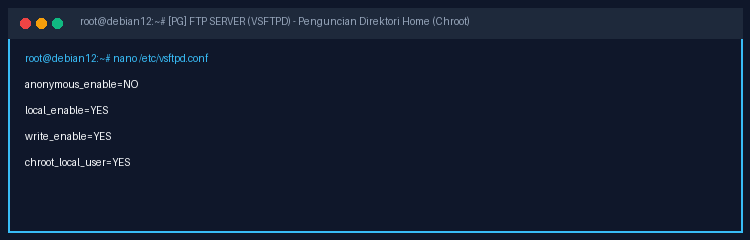 root@debian12:~# [PG] FTP SERVER (VSFTPD) - Penguncian Direktori Home (Chroot)
root@debian12:~# nano /etc/vsftpd.conf
anonymous_enable=NO
local_enable=YES
write_enable=YES
chroot_local_user=YES